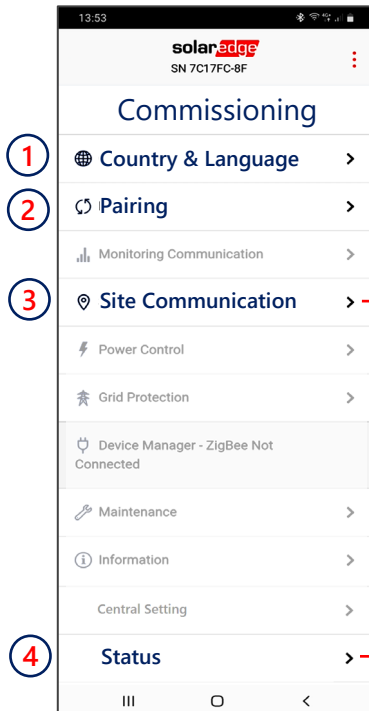 13:53
solaredge
SN 7C17FC-8F
Commissioning
1 Country & Language
2 Pairing
Monitoring Communication
3 Site Communication
Power Control
Grid Protection
Device Manager - ZigBee Not
Connected
Maintenance
Information
Central Setting
4 Status